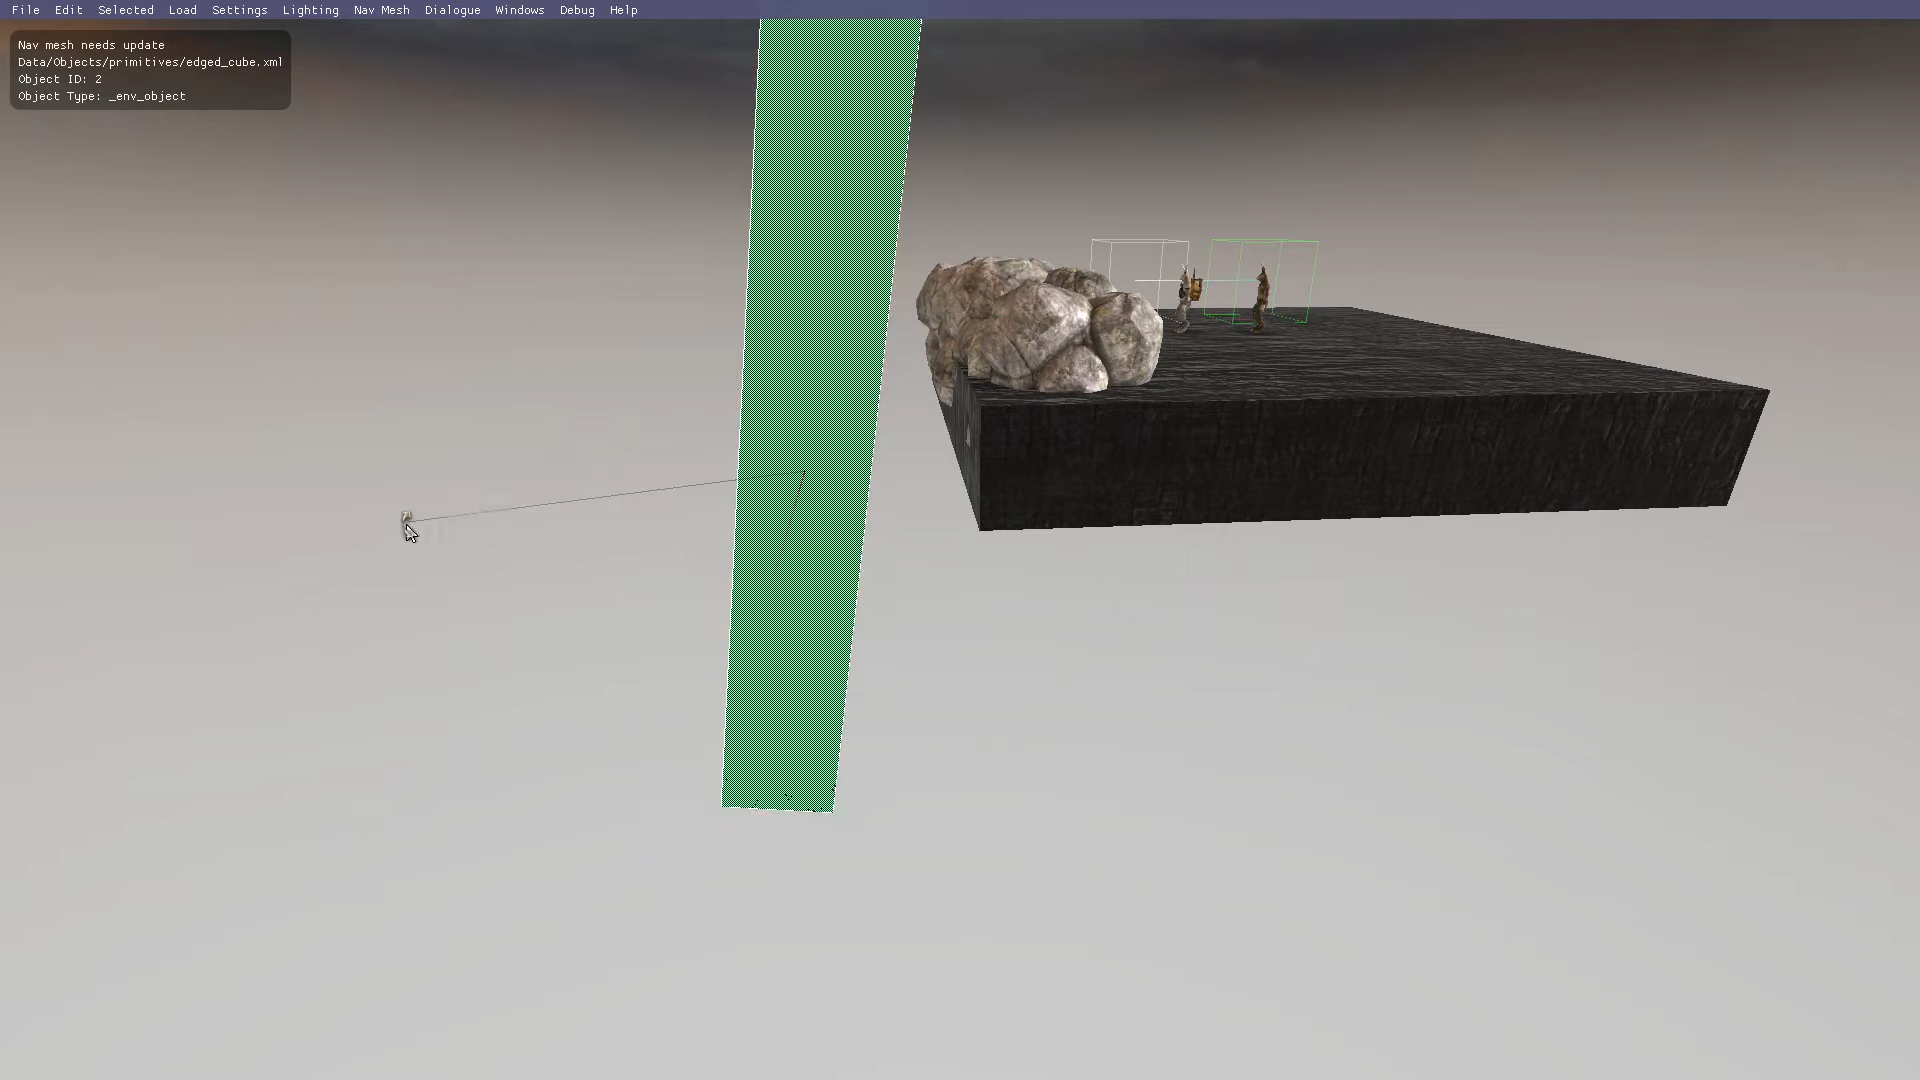 File Edit Selected Load Settings Lighting Nav Mesh Dialogue Windows Debug Help
Nav mesh needs update
Data/Objects/primitives/edged_cube.xml
Object ID: 2
Object Type: _env_object